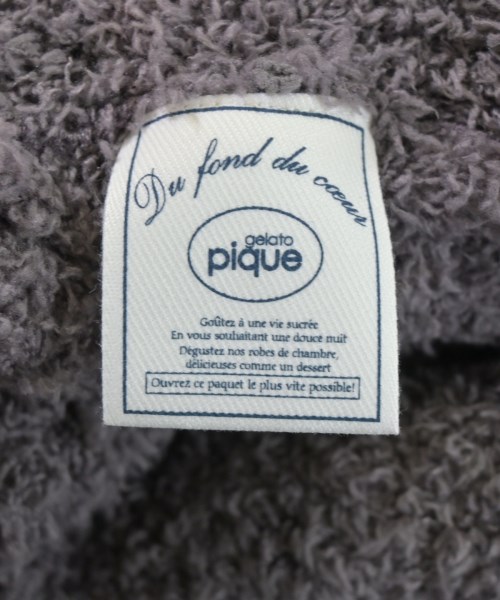 Du fond du cœur
gelato
pique
Goûtez à une vie sucrée
En vous souhaitant une douce nuit
Dégustez nos robes de chambre,
délicieuses comme un dessert
Ouvrez ce paquet le plus vite possible!